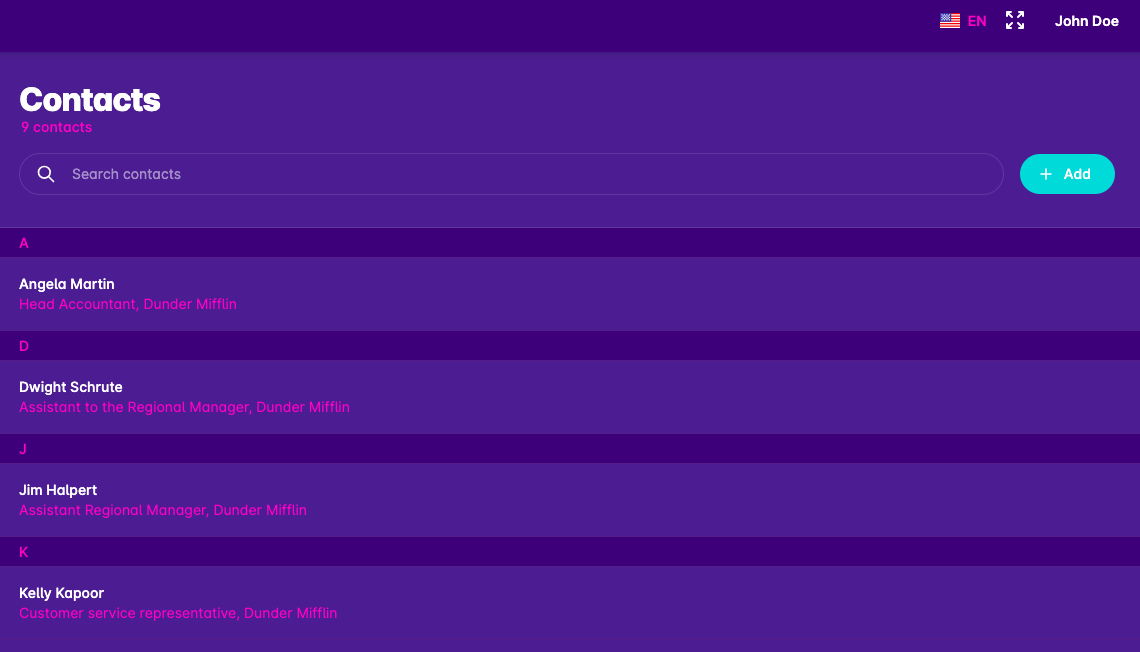 EN
John Doe
Contacts
9 contacts
Search contacts
+ Add
A
Angela Martin
Head Accountant, Dunder Mifflin
D
Dwight Schrute
Assistant to the Regional Manager, Dunder Mifflin
J
Jim Halpert
Assistant Regional Manager, Dunder Mifflin
K
Kelly Kapoor
Customer service representative, Dunder Mifflin